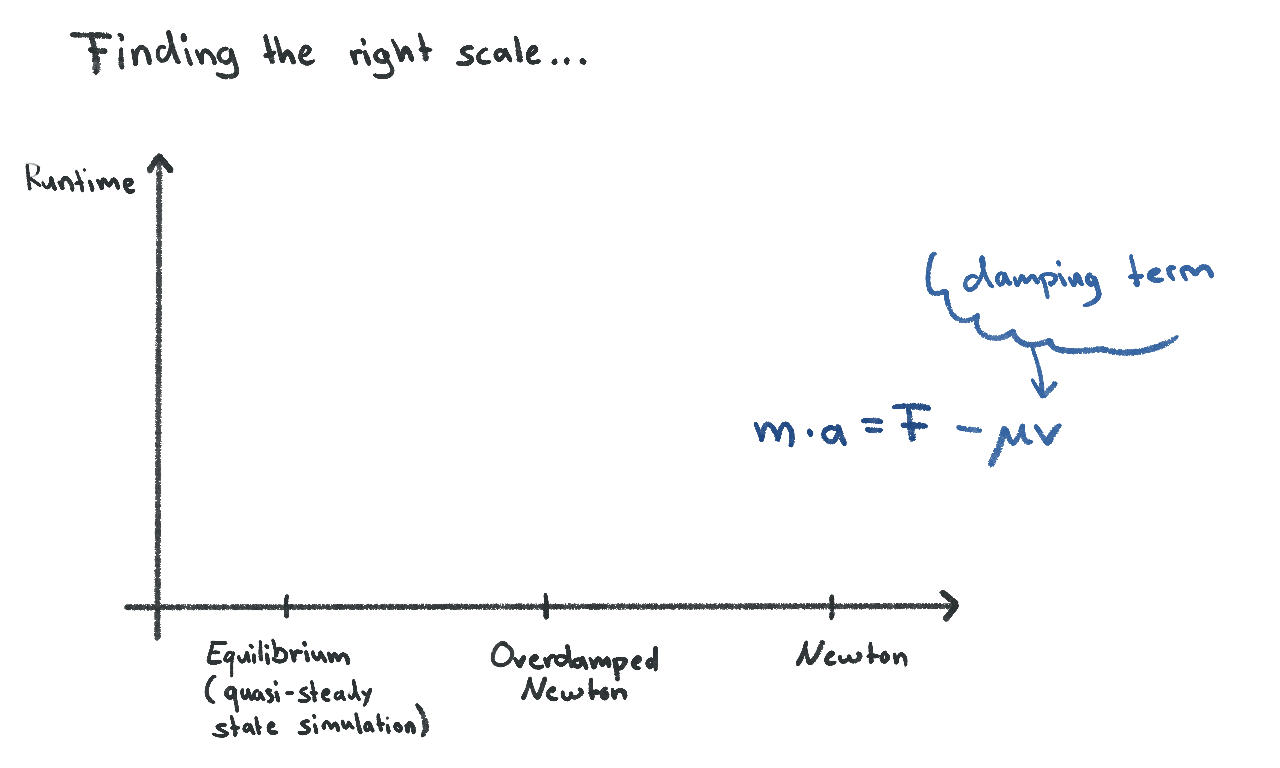 Finding the right scale...
Runtime
damping term
m·a = F - μv
Equilibrium
(quasi-steady
state simulation)
Overdamped
Newton
Newton